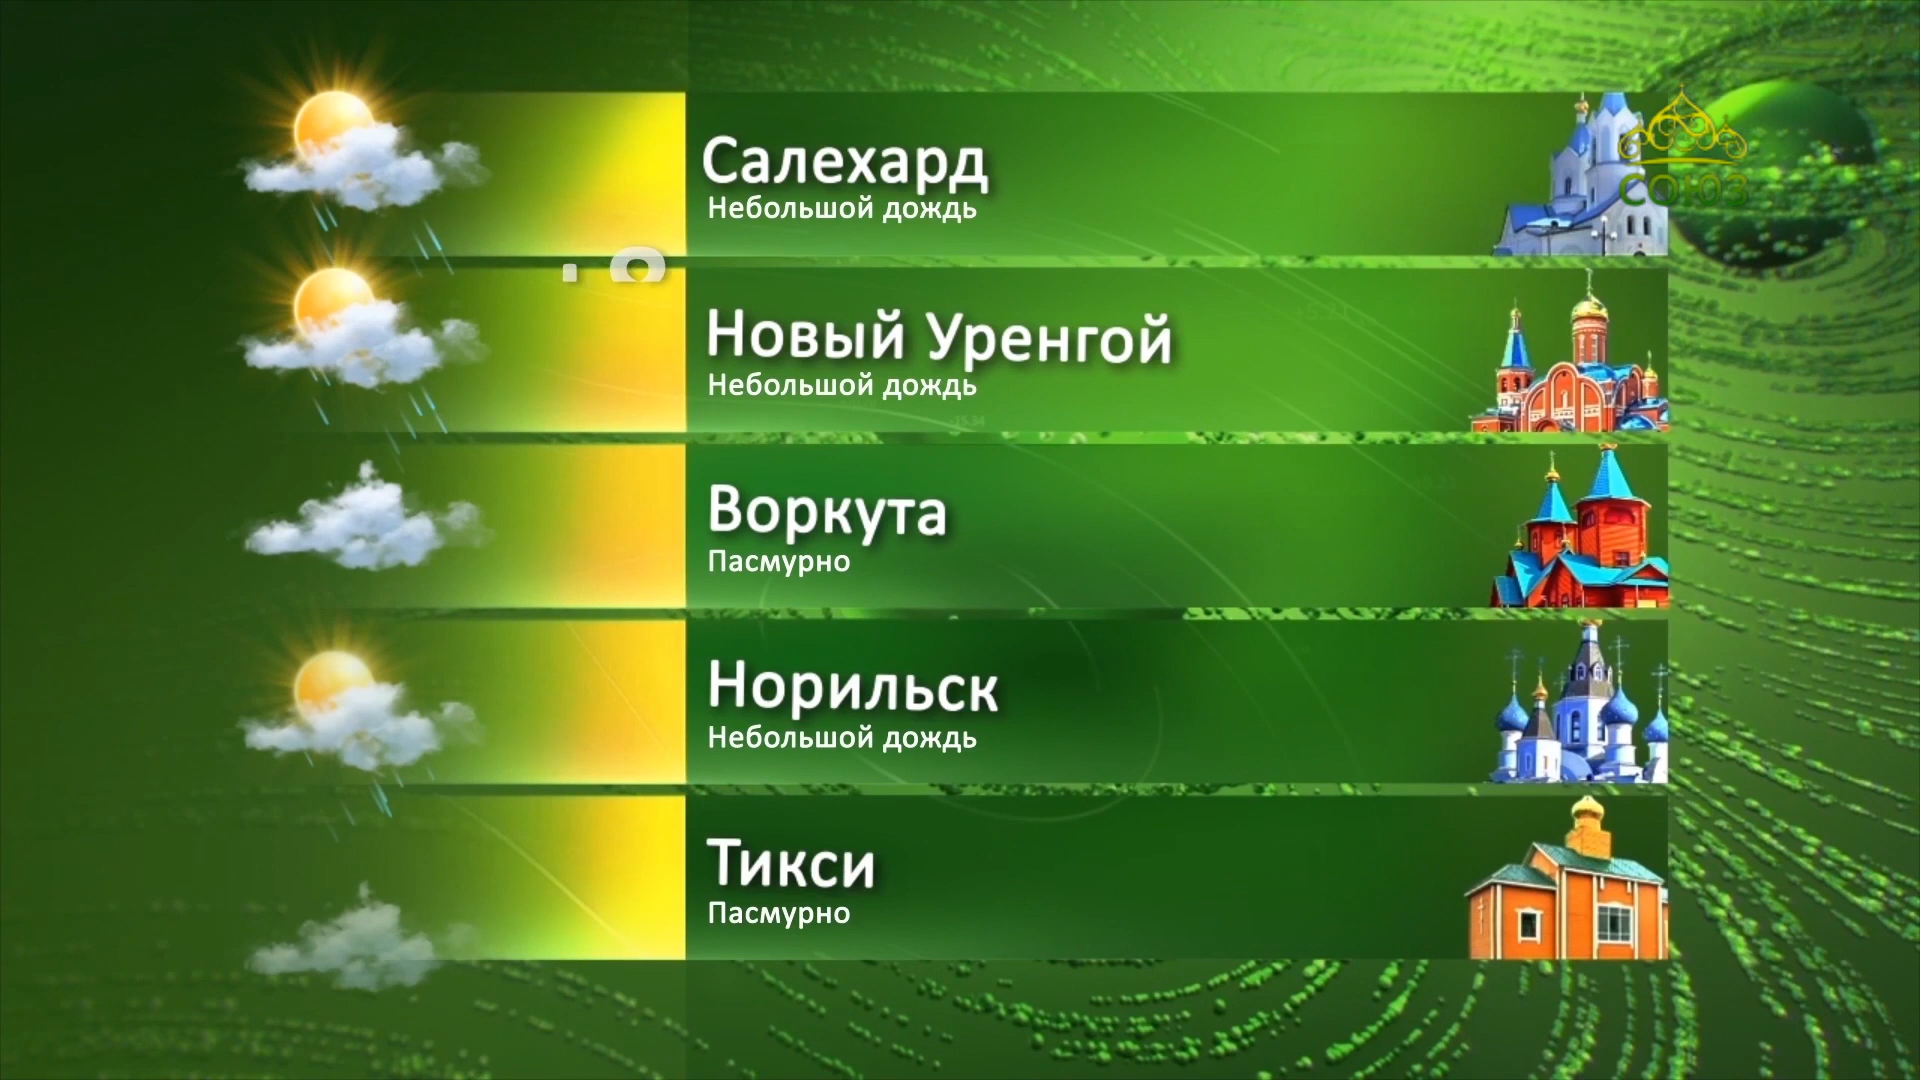 Салехард
Небольшой дождь
СОЮЗ
Новый Уренгой
Небольшой дождь
Воркута
Пасмурно
Норильск
Небольшой дождь
Тикси
Пасмурно